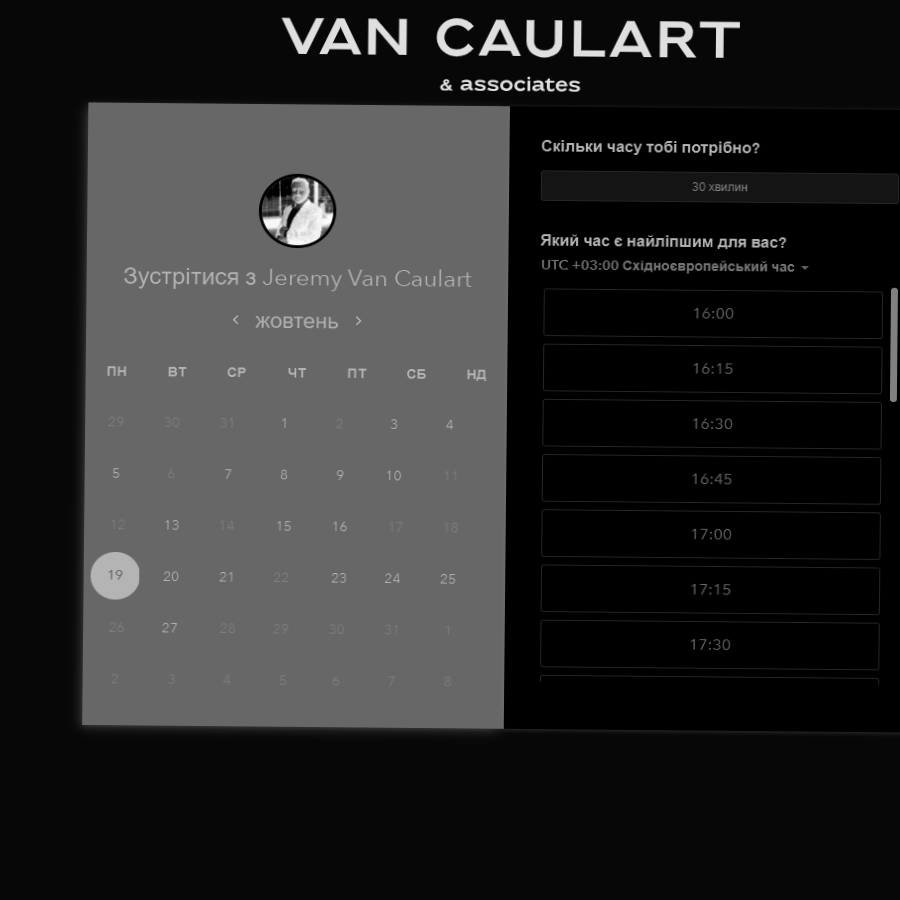 VAN CAULART
& associates
Зустрітися з Jeremy Van Caulart
жовтень
ПН ВТ СР ЧТ ПТ СБ НД
29 30 31 1 2 3 4
5 6 7 8 9 10 11
12 13 14 15 16 17 18
19 20 21 22 23 24 25
26 27 28 29 30 31 1
2 3 4 5 6 7 8
Скільки часу тобі потрібно?
30 хвилин
Який час є найліпшим для вас?
UTC +03:00 Східноєвропейський час
16:00
16:15
16:30
16:45
17:00
17:15
17:30